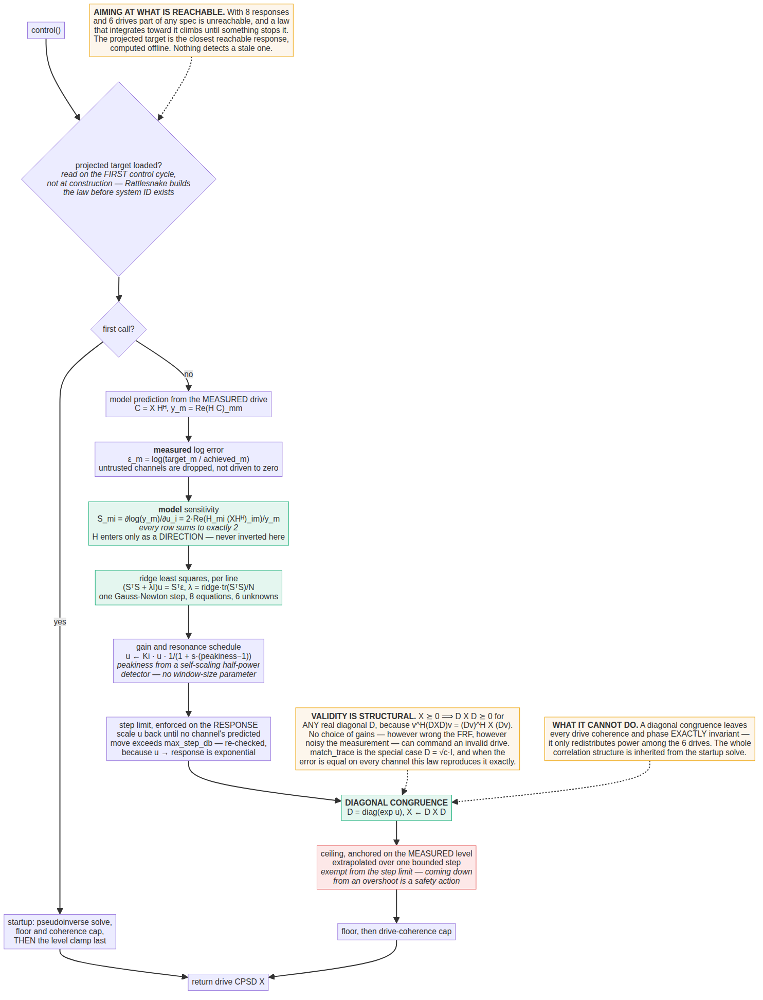 control()
AIMING AT WHAT IS REACHABLE. With 8 responses
and 6 drives part of any spec is unreachable, and a law
that integrates toward it climbs until something stops it.
The projected target is the closest reachable response,
computed offline. Nothing detects a stale one.
projected target loaded?
read on the FIRST control cycle,
not at construction — Rattlesnake builds
the law before system ID exists
first call?
no
model prediction from the MEASURED drive
C = X Hᴴ, y_m = Re(H C)_mm
measured log error
ε_m = log(target_m / achieved_m)
untrusted channels are dropped, not driven to zero
model sensitivity
S_mi = ∂log(y_m)/∂u_i = 2·Re(H_mi (XHᴴ)_im)/y_m
every row sums to exactly 2
H enters only as a DIRECTION — never inverted here
ridge least squares, per line
(SᵀS + λI)u = Sᵀε, λ = ridge·tr(SᵀS)/N
one Gauss-Newton step, 8 equations, 6 unknowns
yes
gain and resonance schedule
u ← Ki · u · 1/(1 + s·(peakiness−1))
peakiness from a self-scaling half-power
detector — no window-size parameter
step limit, enforced on the RESPONSE
scale u back until no channel's predicted
move exceeds max_step_db — re-checked,
because u → response is exponential
VALIDITY IS STRUCTURAL. X ⪰ 0 ⟹ D X D ⪰ 0 for
ANY real diagonal D, because v^H(DXD)v = (Dv)^H X (Dv).
No choice of gains — however wrong the FRF, however
noisy the measurement — can command an invalid drive.
match_trace is the special case D = √c·I, and when the
error is equal on every channel this law reproduces it exactly.
WHAT IT CANNOT DO. A diagonal congruence leaves
every drive coherence and phase EXACTLY invariant —
it only redistributes power among the 6 drives. The whole
correlation structure is inherited from the startup solve.
DIAGONAL CONGRUENCE
D = diag(exp u), X ← D X D
ceiling, anchored on the MEASURED level
extrapolated over one bounded step
exempt from the step limit — coming down
from an overshoot is a safety action
startup: pseudoinverse solve,
floor and coherence cap,
THEN the level clamp last
floor, then drive-coherence cap
return drive CPSD X